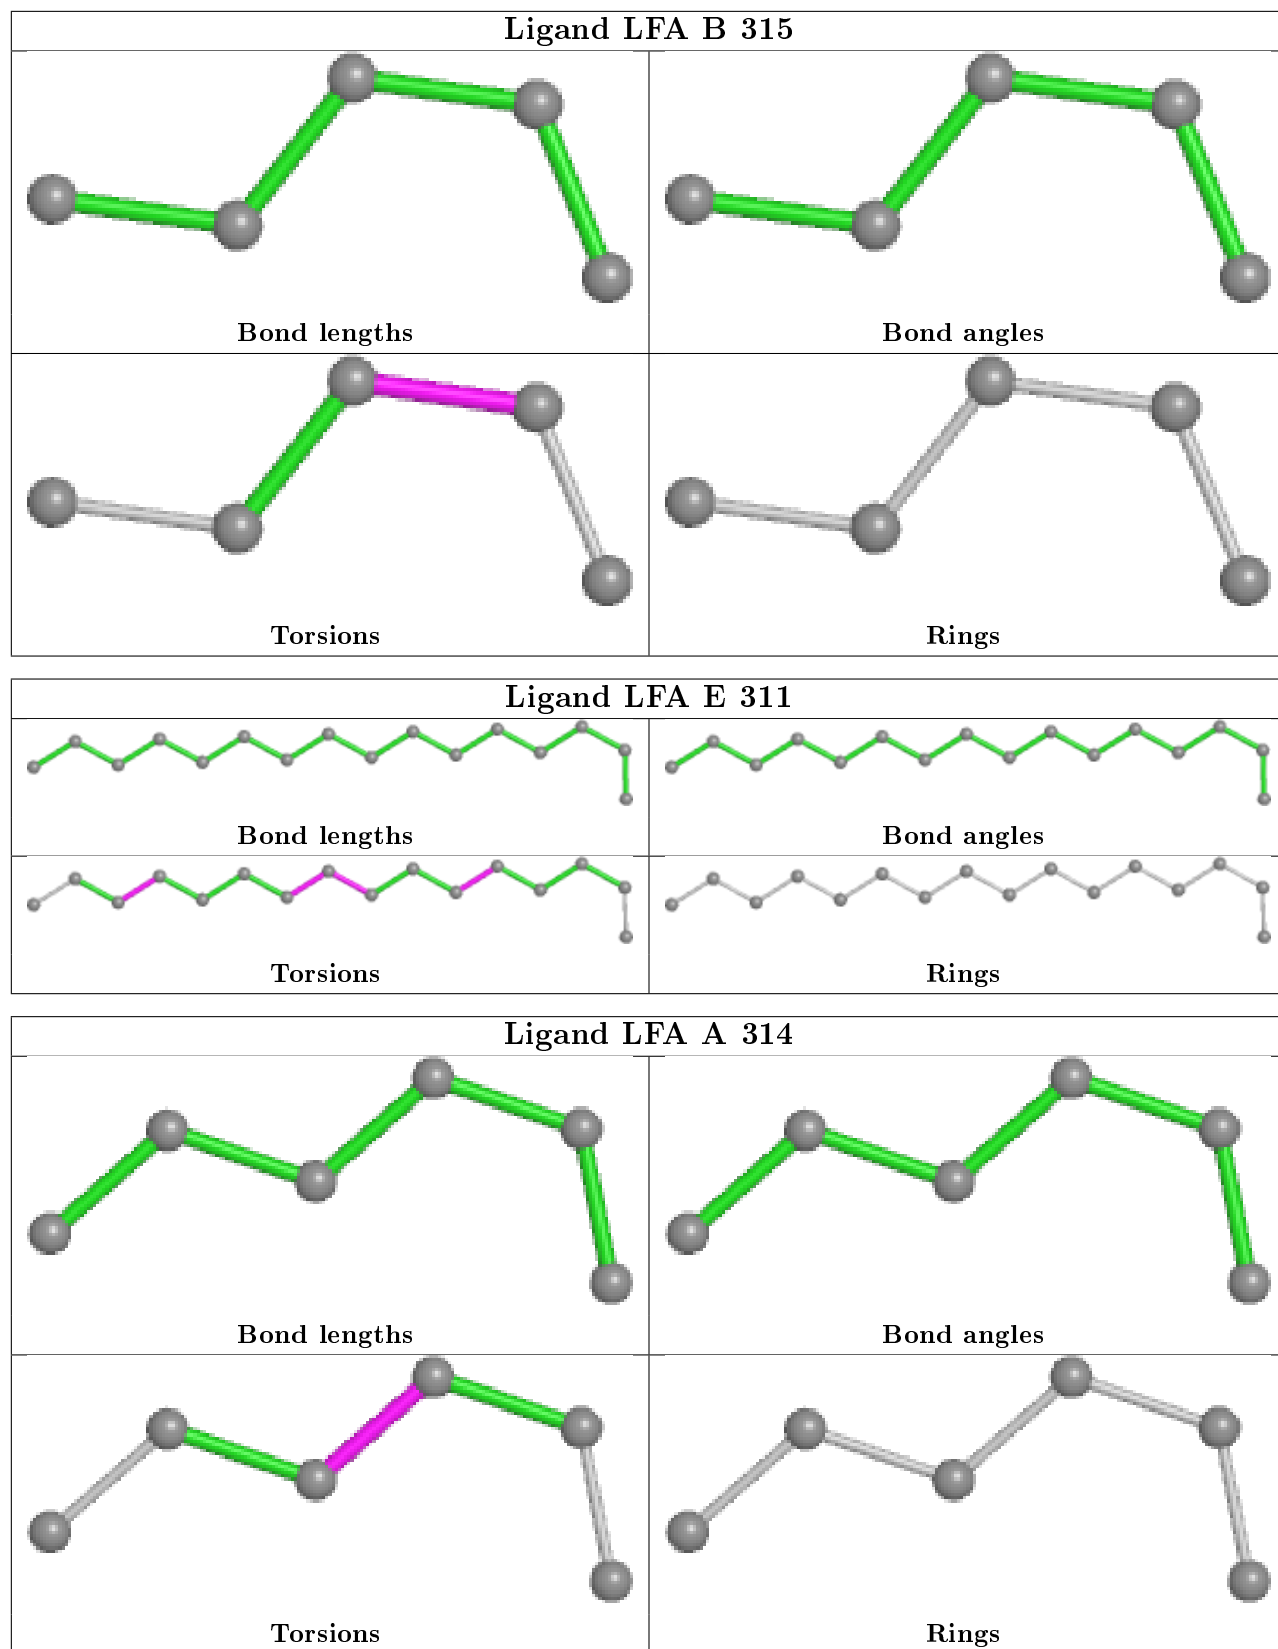 Ligand LFA B 315
Bond lengths
Bond angles
Torsions
Rings
Ligand LFA E 311
Bond lengths
Bond angles
Torsions
Rings
Ligand LFA A 314
Bond lengths
Bond angles
Torsions
Rings